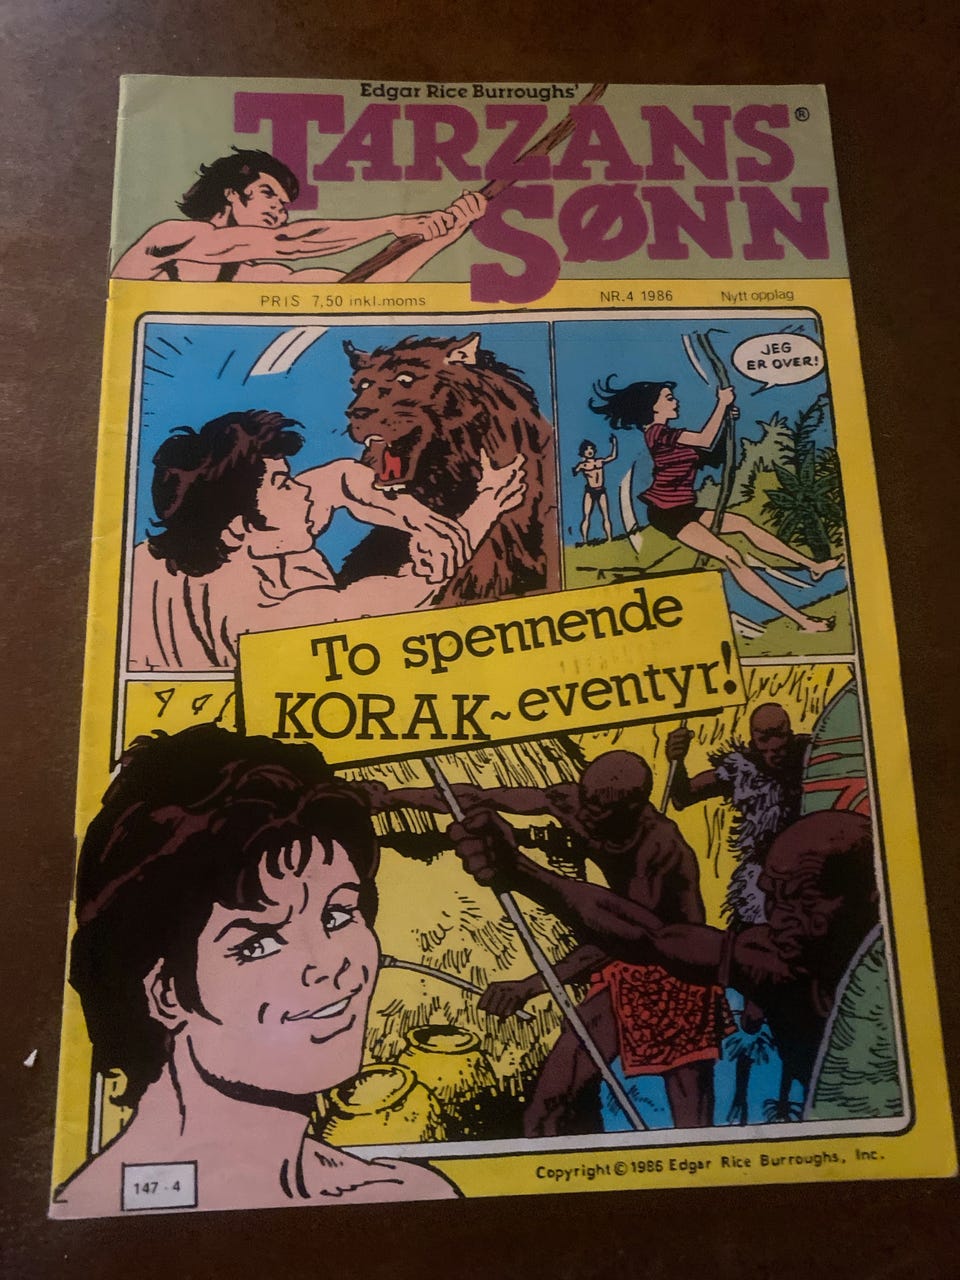 Edgar Rice Burroughs'
TARZANS®
SØNN
PRIS 7,50 inkl.moms
NR.4 1986
Nytt opplag
JEG
ER OVER!
To spennende
KORAK~eventyr!
Copyright © 1986 Edgar Rice Burroughs, Inc.
147 - 4